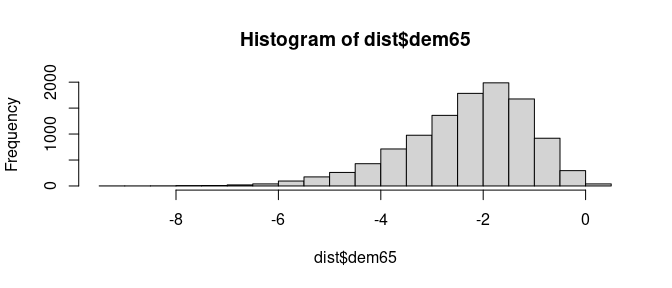 Histogram of dist$dem65
Frequency
2000
1000
0
-8 -6 -4 -2 0
dist$dem65